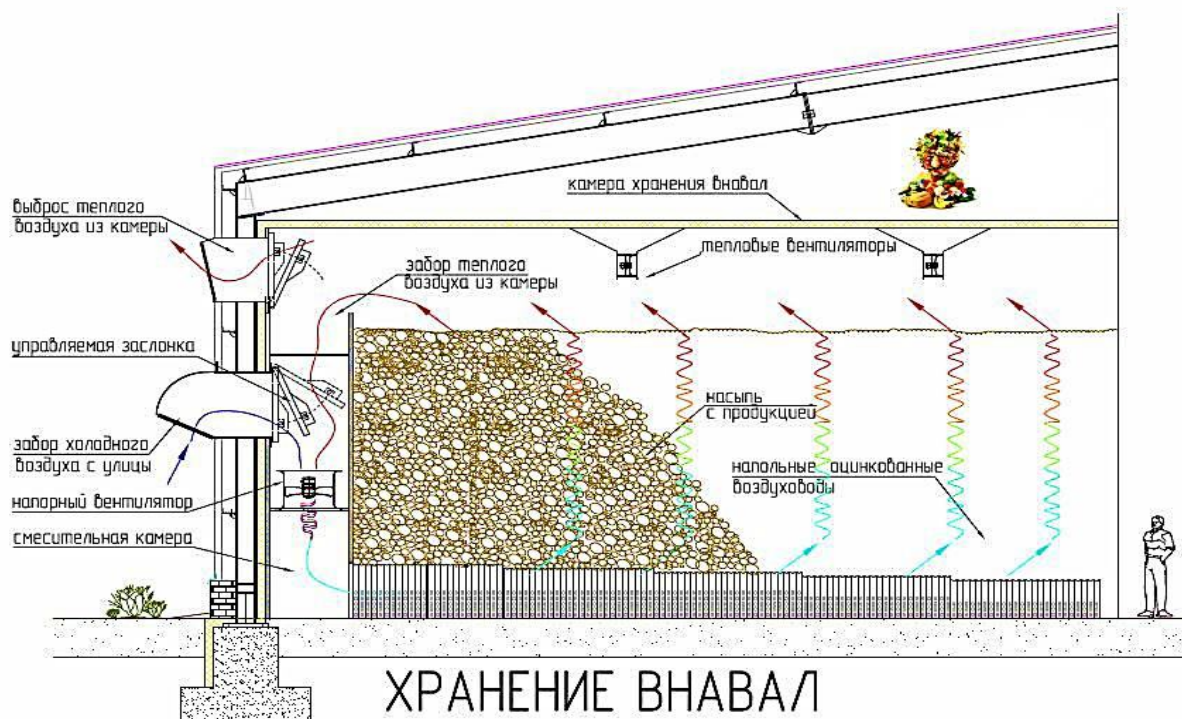 камера хранения внавал
выброс теплого
воздуха из камеры
тепловые вентиляторы
забор теплого
воздуха из камеры
управляемая заслонка
насыпь
с продукцией
забор холодного
воздуха с улицы
напольные оцинкованные
воздуховоды
напорный вентилятор
смесительная камера
ХРАНЕНИЕ ВНАВАЛ